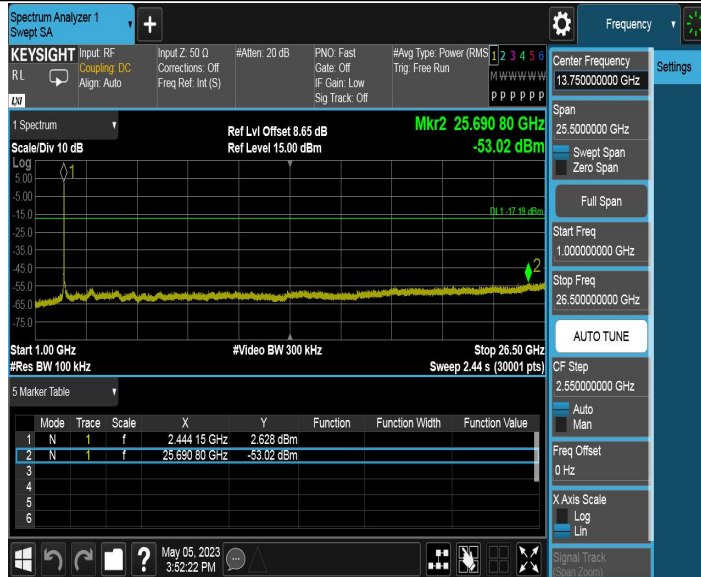 Spectrum Analyzer 1
Swept SA
Frequency
KEYSIGHT
RL
LXI
Input: RF
Coupling: DC
Align: Auto
Input Z: 50 Ω
Corrections: Off
Freq Ref: Int (S)
#Atten: 20 dB
PNO: Fast
Gate: Off
IF Gain: Low
Sig Track: Off
#Avg Type: Power (RMS
Trig: Free Run
1 2 3 4 5 6
M W W W W W
P P P P P P
Center Frequency
13.750000000 GHz
Settings
Span
25.5000000 GHz
Swept Span
Zero Span
Full Span
Start Freq
1.000000000 GHz
Stop Freq
26.500000000 GHz
AUTO TUNE
CF Step
2.550000000 GHz
Auto
Man
Freq Offset
0 Hz
X Axis Scale
Log
Lin
Signal Track
(Span Zoom)
1 Spectrum
Scale/Div 10 dB
Ref Lvl Offset 8.65 dB
Ref Level 15.00 dBm
Mkr2 25.690 80 GHz
-53.02 dBm
Log
5.00
-5.00
-15.0
-25.0
-35.0
-45.0
-55.0
-65.0
-75.0
1
DL1 -17.19 dBm
2
Start 1.00 GHz
#Video BW 300 kHz
Stop 26.50 GHz
#Res BW 100 kHz
Sweep 2.44 s (30001 pts)
5 Marker Table
Mode Trace Scale X Y Function Function Width Function Value
1 N 1 f 2.444 15 GHz 2.628 dBm
2 N 1 f 25.690 80 GHz -53.02 dBm
3
4
5
6
?
May 05, 2023
3:52:22 PM